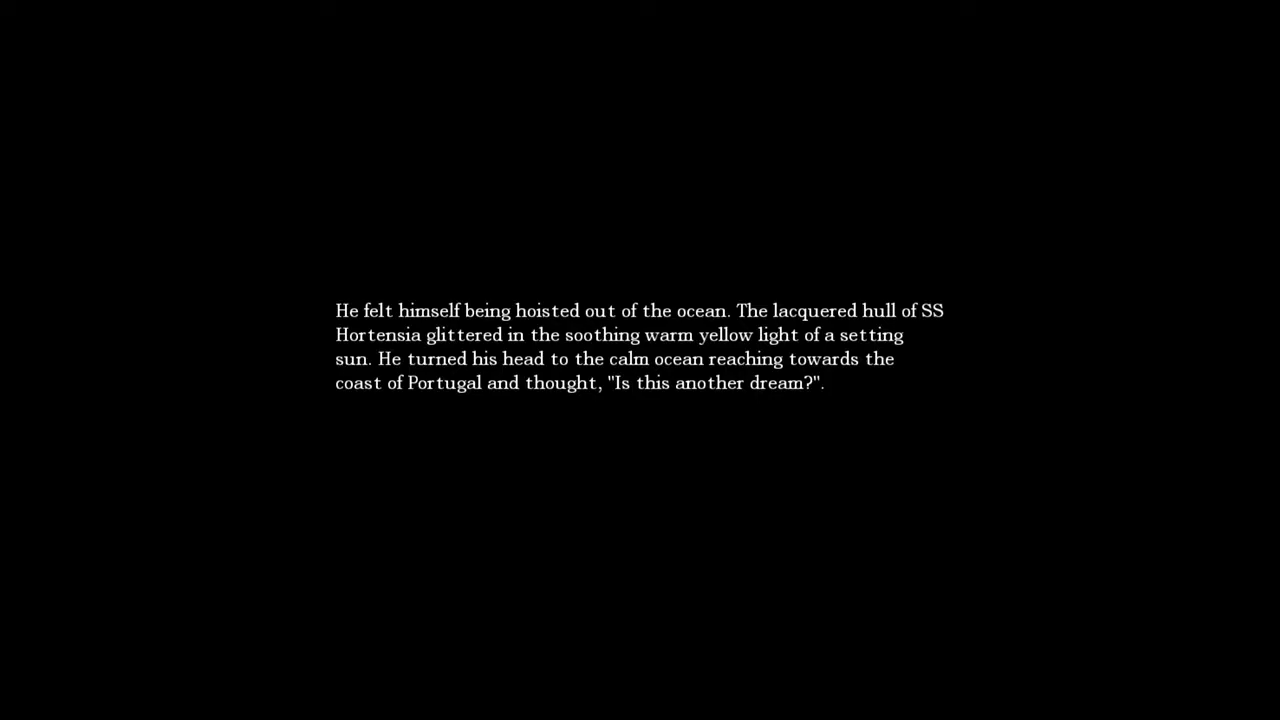 He felt himself being hoisted out of the ocean. The lacquered hull of SS
Hortensia glittered in the soothing warm yellow light of a setting
sun. He turned his head to the calm ocean reaching towards the
coast of Portugal and thought, "Is this another dream?".